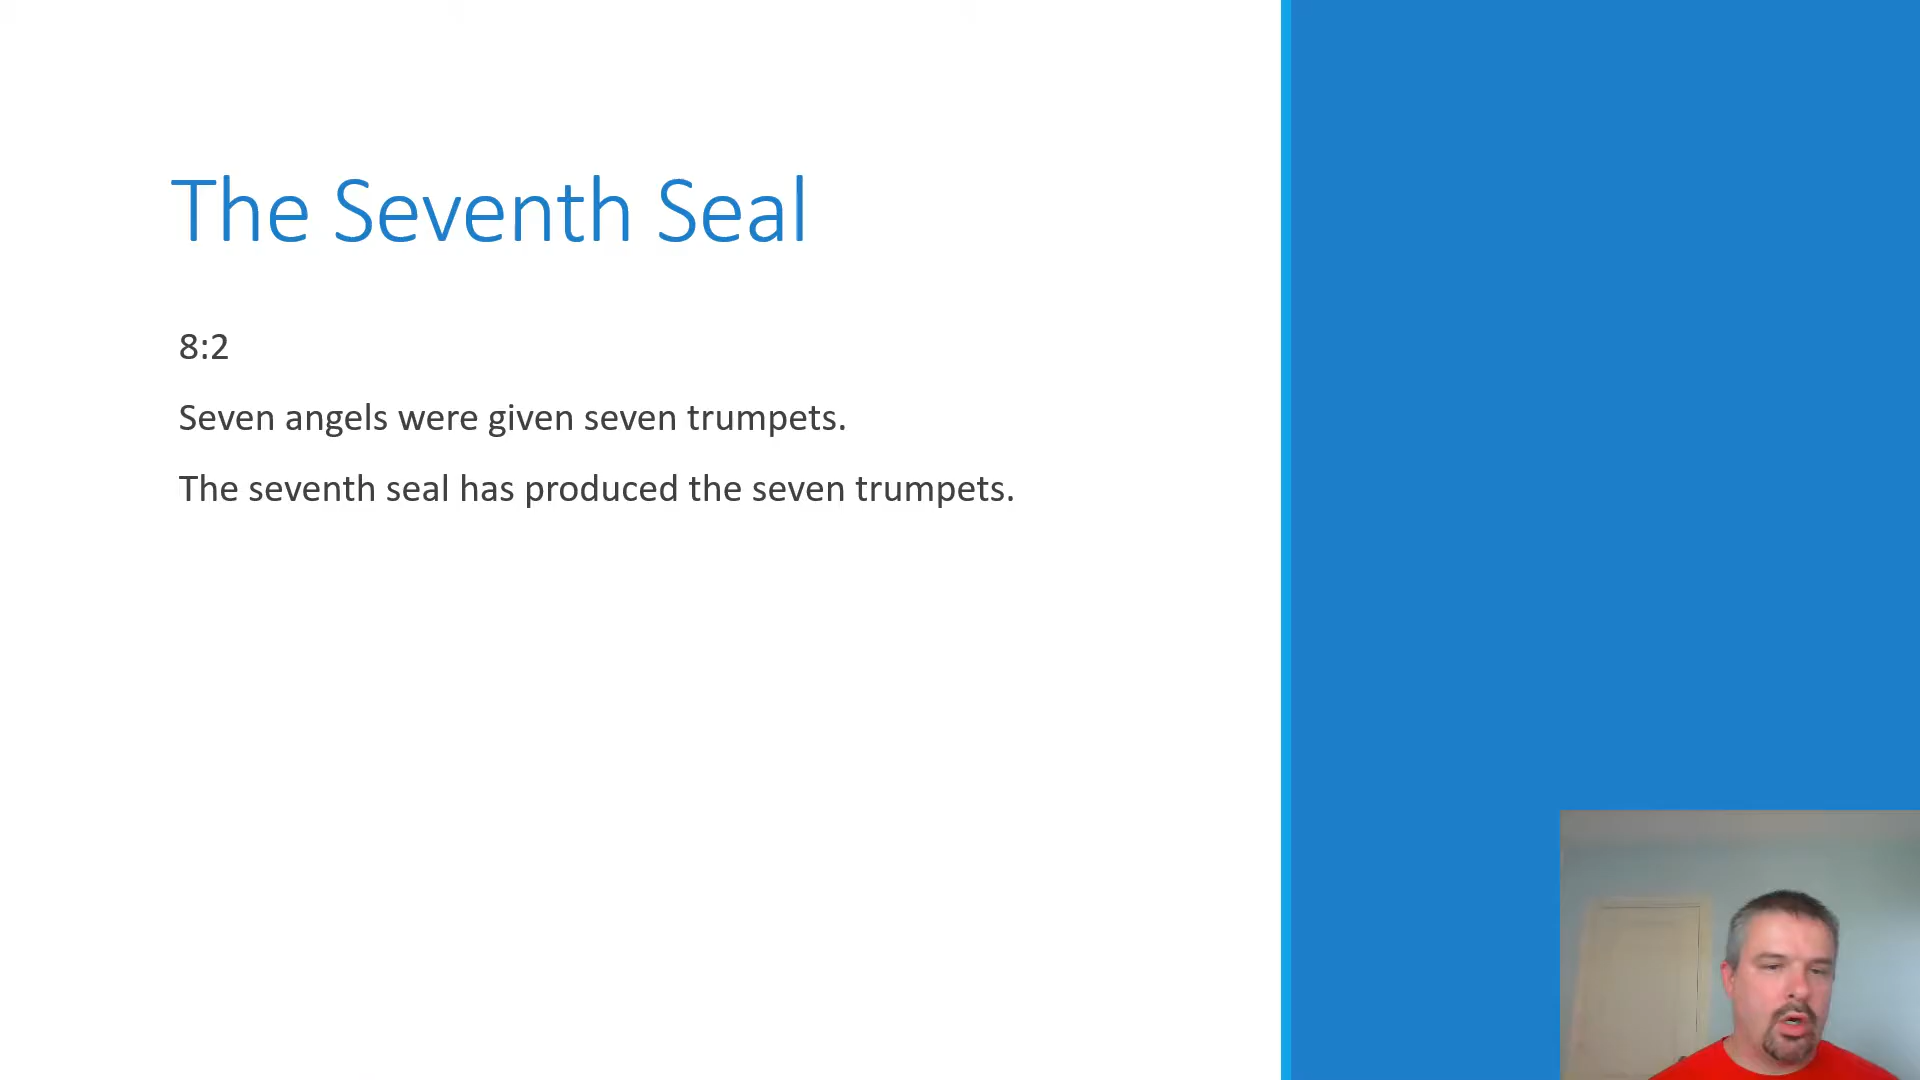 The Seventh Seal
8:2
Seven angels were given seven trumpets.
The seventh seal has produced the seven trumpets.